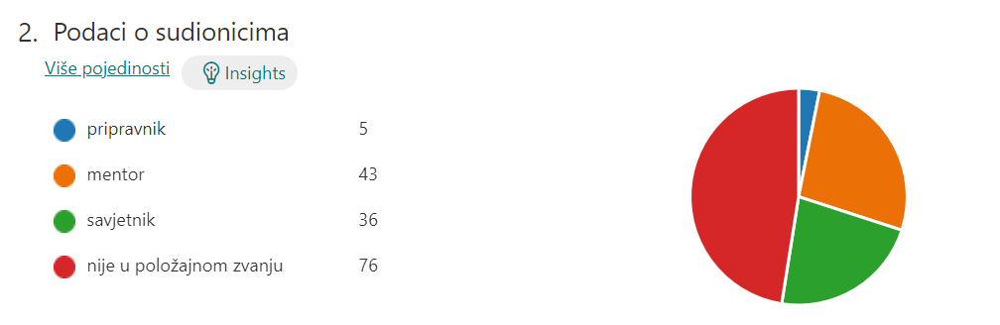 2. Podaci o sudionicima
Više pojedinosti
Insights
pripravnik 5
mentor 43
savjetnik 36
nije u položajnom zvanju 76